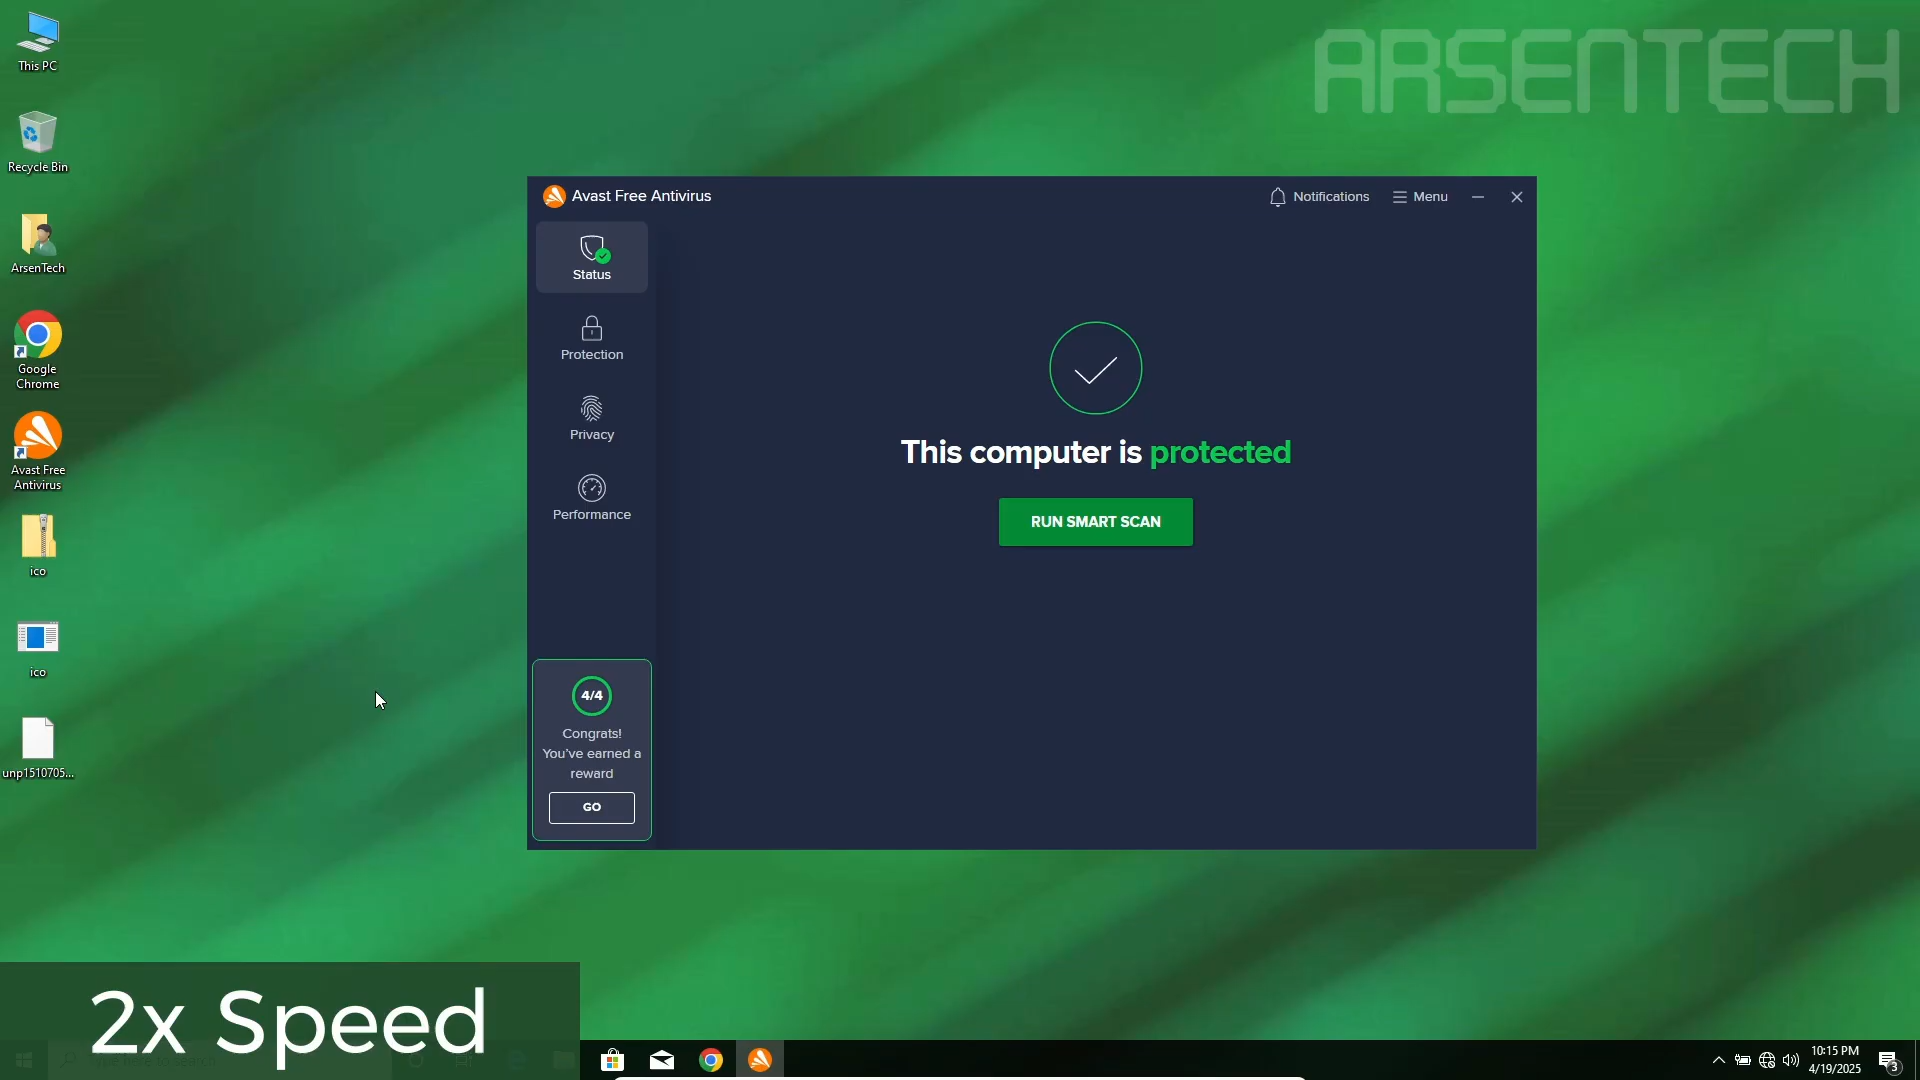 This PC
Recycle Bin
ArsenTech
Google
Chrome
Avast Free
Antivirus
ico
ico
unp1510705...
ARSENTECH
Avast Free Antivirus
Notifications
Menu
Status
Protection
Privacy
Performance
4/4
Congrats!
You've earned a
reward
GO
This computer is protected
RUN SMART SCAN
2x Speed
10:15 PM
4/19/2025
3